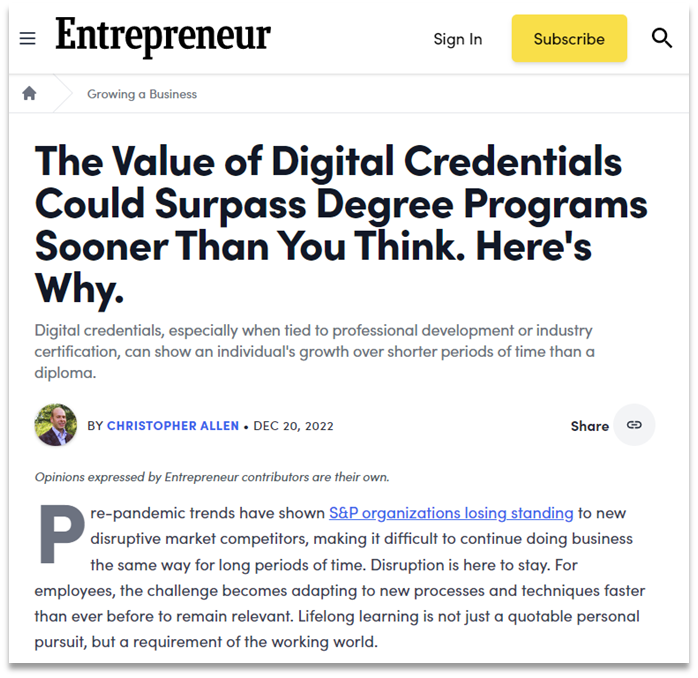 Entrepreneur
Sign In
Subscribe
Growing a Business
The Value of Digital Credentials
Could Surpass Degree Programs
Sooner Than You Think. Here's
Why.
Digital credentials, especially when tied to professional development or industry
certification, can show an individual's growth over shorter periods of time than a
diploma.
BY CHRISTOPHER ALLEN • DEC 20, 2022
Share
Opinions expressed by Entrepreneur contributors are their own.
Pre-pandemic trends have shown S&P organizations losing standing to new
disruptive market competitors, making it difficult to continue doing business
the same way for long periods of time. Disruption is here to stay. For
employees, the challenge becomes adapting to new processes and techniques faster
than ever before to remain relevant. Lifelong learning is not just a quotable personal
pursuit, but a requirement of the working world.